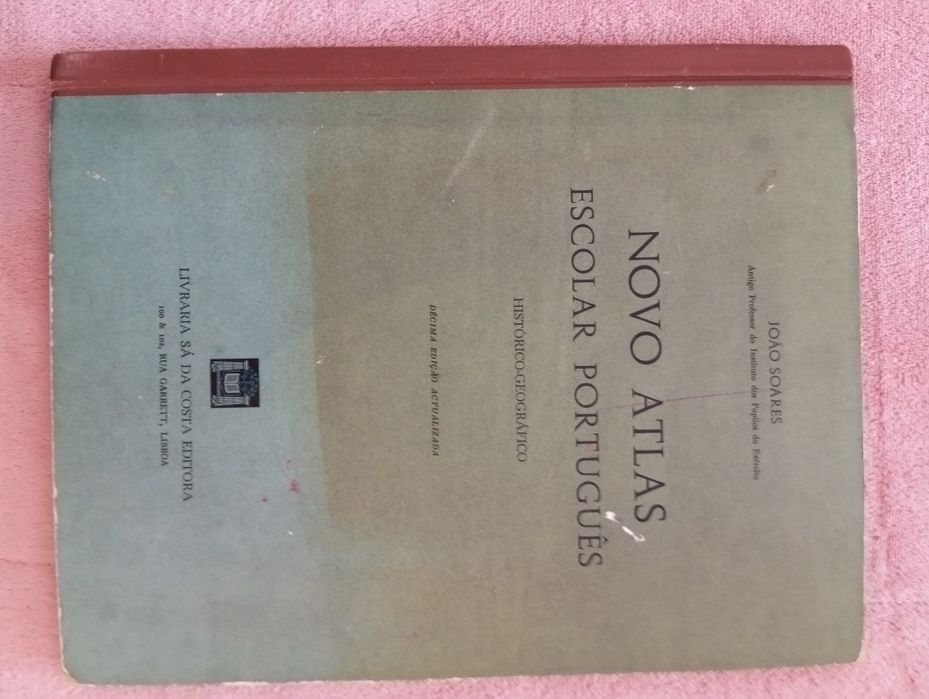 JOÃO SOARES
Antigo Professor do Instituto dos Pupilos do Exército
NOVO ATLAS
ESCOLAR PORTUGUÊS
HISTÓRICO-GEOGRÁFICO
DÉCIMA EDIÇÃO ACTUALIZADA
LIVRARIA SÁ DA COSTA EDITORA
100 & 102, RUA GARRETT, LISBOA